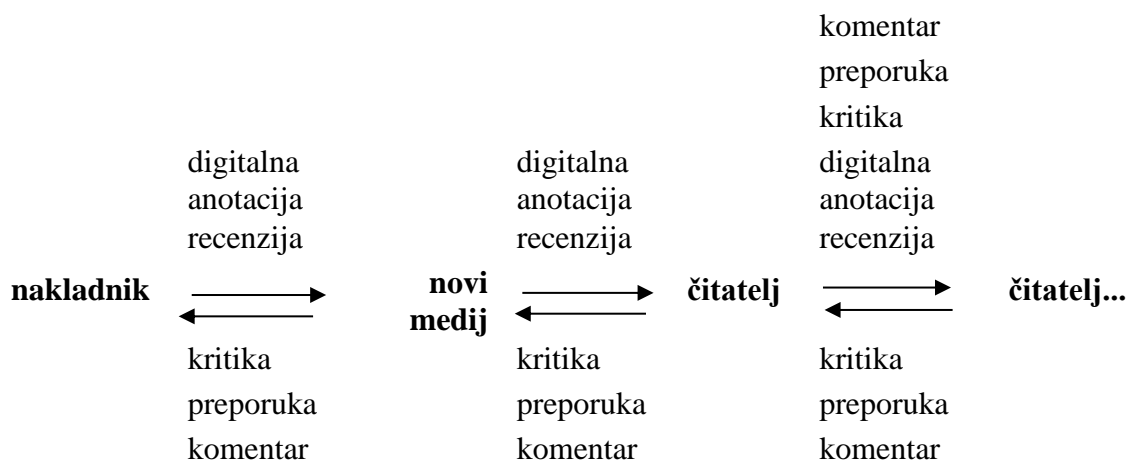 komentar
preporuka
kritika
digitalna digitalna digitalna
anotacija anotacija anotacija
recenzija recenzija recenzija
nakladnik novi čitatelj čitatelj...
medij
kritika kritika kritika
preporuka preporuka preporuka
komentar komentar komentar